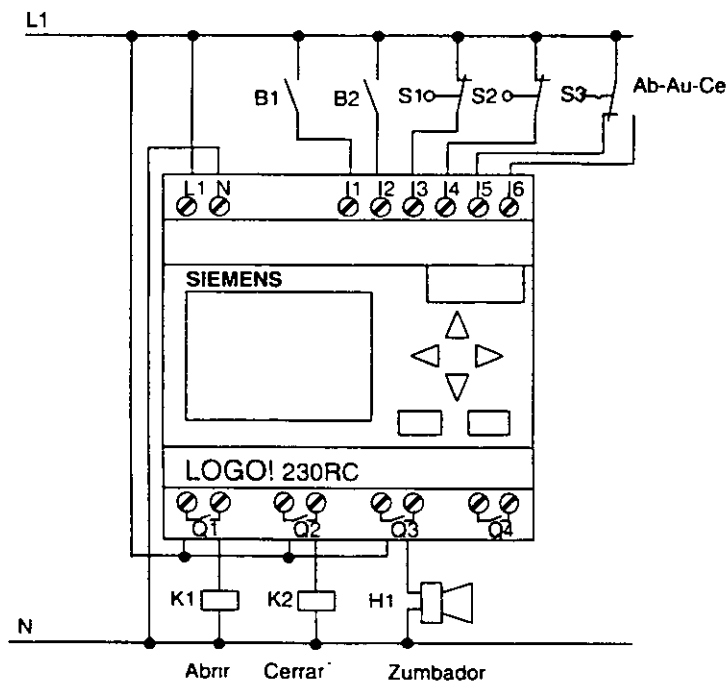 L1
B1 B2 S1 S2 S3 Ab-Au-Ce
L1 N I1 I2 I3 I4 I5 I6
SIEMENS
LOGO! 230RC
Q1 Q2 Q3 Q4
K1 K2 H1
N
Abrir Cerrar Zumbador